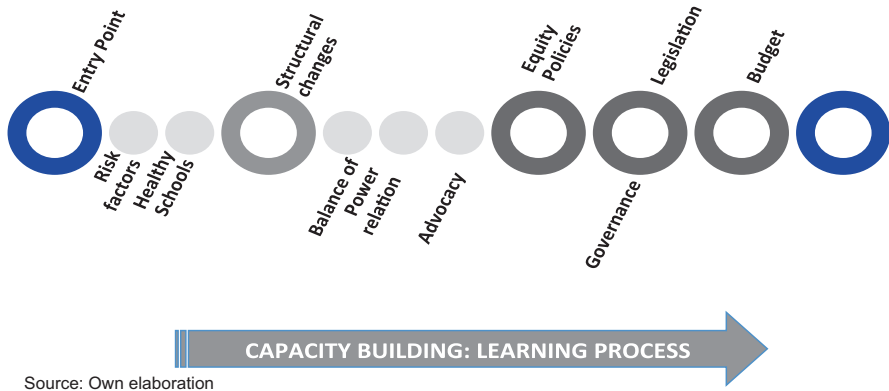 Entry Point
Risk
factors
Healthy
Schools
Structural
changes
Balance of
Power
relation
Advocacy
Equity
Policies
Governance
Legislation
Budget
CAPACITY BUILDING: LEARNING PROCESS
Source: Own elaboration